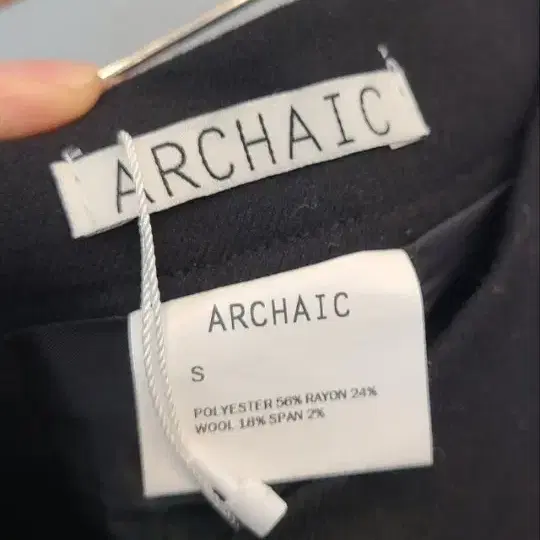 ARCHAIC
ARCHAIC
S
POLYESTER 56% RAYON 24%
WOOL 18% SPAN 2%